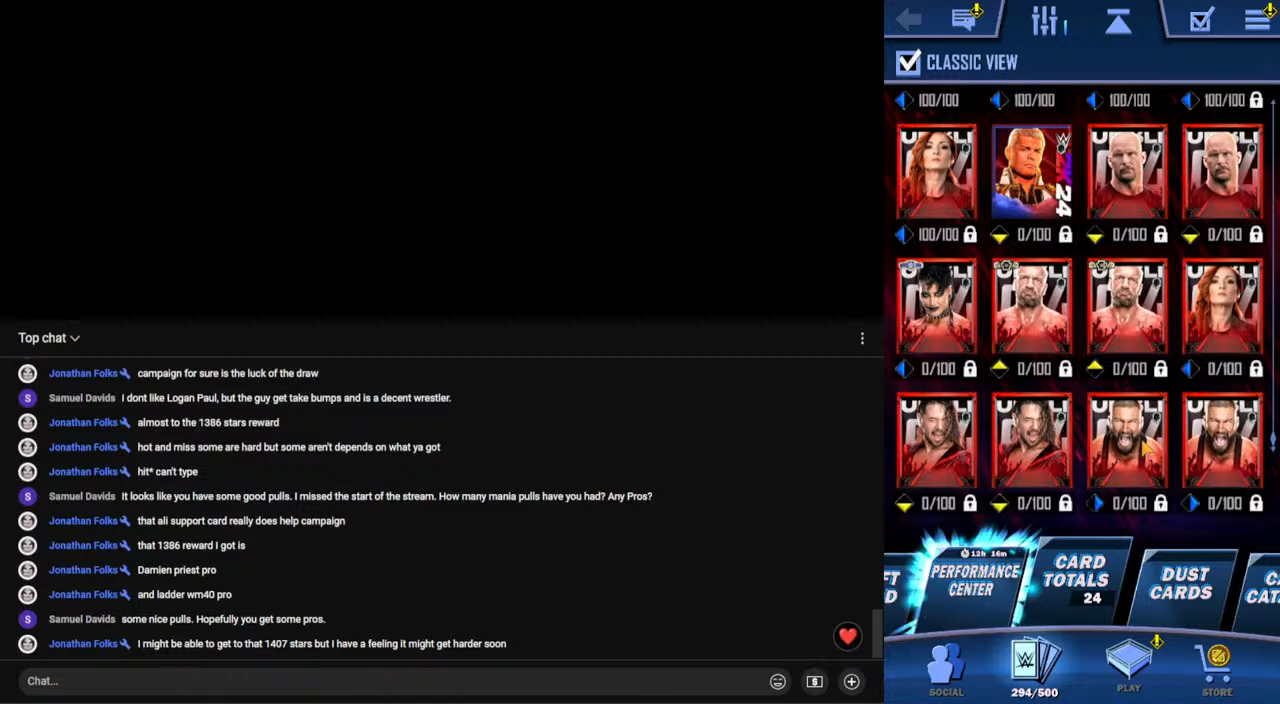 Top chat
Jonathan Folks campaign for sure is the luck of the draw
Samuel Davids I dont like Logan Paul, but the guy get take bumps and is a decent wrestler.
Jonathan Folks almost to the 1386 stars reward
Jonathan Folks hot and miss some are hard but some aren't depends on what ya got
Jonathan Folks hit* can't type
S Samuel Davids It looks like you have some good pulls. I missed the start of the stream. How many mania pulls have you had? Any Pros?
Jonathan Folks that ali support card really does help campaign
Jonathan Folks that 1386 reward I got is
Jonathan Folks Damien priest pro
Jonathan Folks and ladder wm40 pro
S Samuel Davids some nice pulls. Hopefully you get some pros.
Jonathan Folks I might be able to get to that 1407 stars but I have a feeling it might get harder soon
Chat...
CLASSIC VIEW
100/100 100/100 100/100 100/100
24
100/100 0/100 0/100 0/100
0/100 0/100 0/100 0/100
0/100 0/100 0/100 0/100
12h 16m
PERFORMANCE CENTER
CARD TOTALS
24
DUST CARDS
SOCIAL
294/500
PLAY
STORE